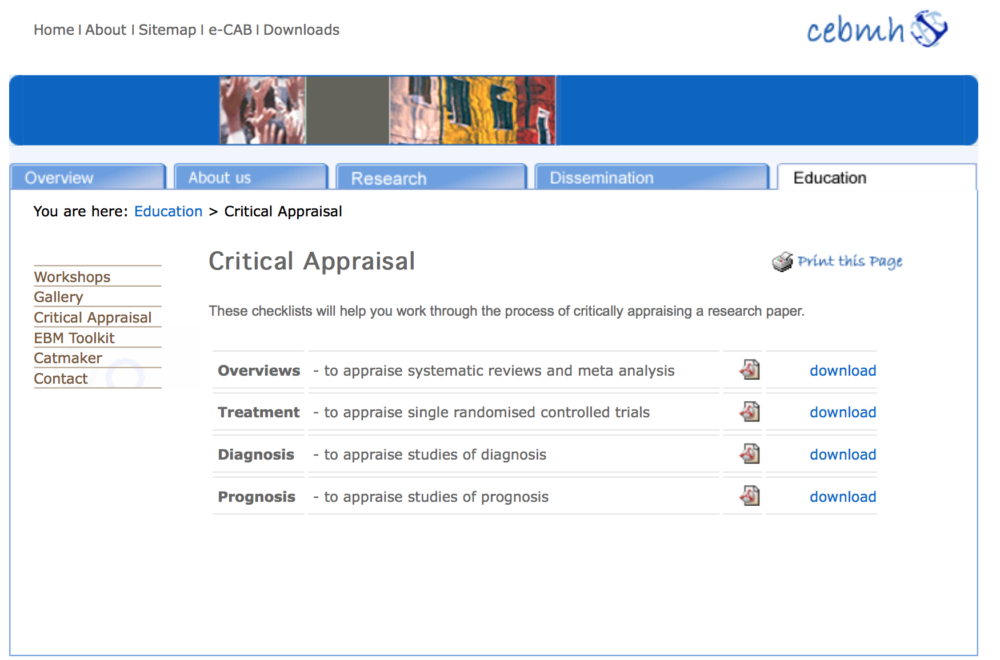 Home | About | Sitemap | e-CAB | Downloads
cebmh
Overview
About us
Research
Dissemination
Education
You are here: Education > Critical Appraisal
Workshops
Gallery
Critical Appraisal
EBM Toolkit
Catmaker
Contact
Critical Appraisal
Print this Page
These checklists will help you work through the process of critically appraising a research paper.
Overviews - to appraise systematic reviews and meta analysis download
Treatment - to appraise single randomised controlled trials download
Diagnosis - to appraise studies of diagnosis download
Prognosis - to appraise studies of prognosis download